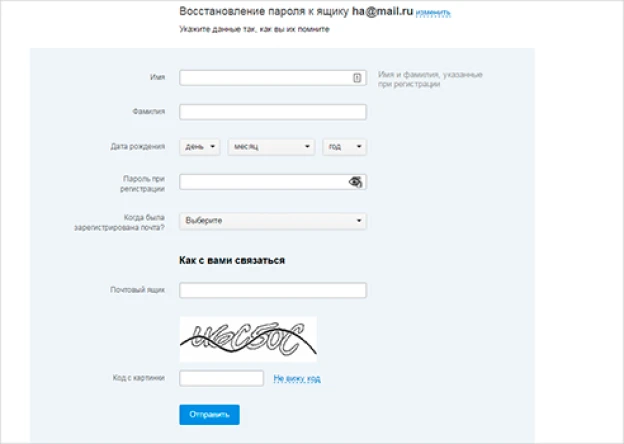 Восстановление пароля к ящику ha@mail.ru изменить
Укажите данные так, как вы их помните
Имя
Имя и фамилия, указанные
при регистрации
Фамилия
Дата рождения день месяц год
Пароль при
регистрации
Когда была
зарегистрирована почта?
Выберите
Как с вами связаться
Почтовый ящик
Код с картинки
Не вижу код
Отправить